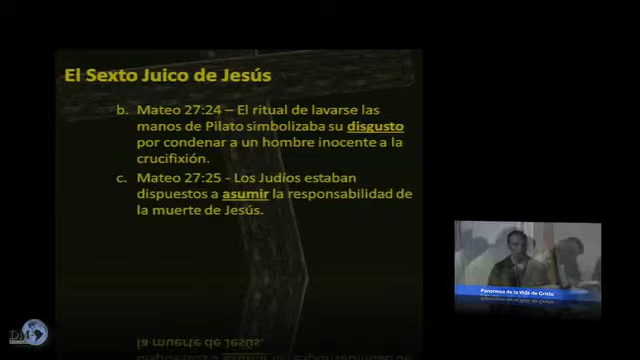 El Sexto Juico de Jesús
b. Mateo 27:24 – El ritual de lavarse las
manos de Pilato simbolizaba su disgusto
por condenar a un hombre inocente a la
crucifixión.
c. Mateo 27:25 - Los Judíos estaban
dispuestos a asumir la responsabilidad de
la muerte de Jesús.
Panorama de la Vida de Cristo
DM